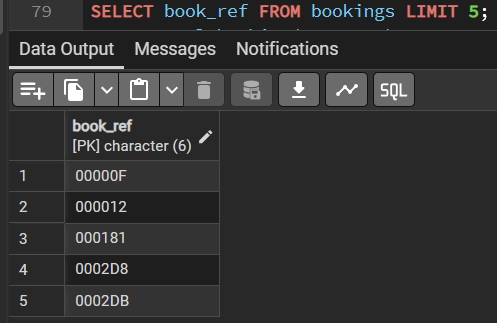 79 SELECT book_ref FROM bookings LIMIT 5;
Data Output Messages Notifications
SQL
book_ref
[PK] character (6)
1 00000F
2 000012
3 000181
4 0002D8
5 0002DB